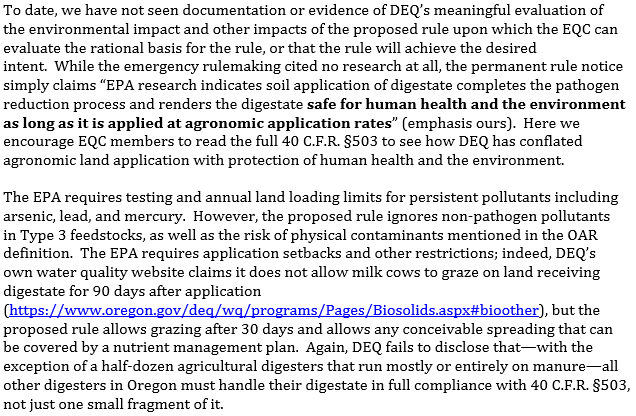 To date, we have not seen documentation or evidence of DEQ’s meaningful evaluation of
the environmental impact and other impacts of the proposed rule upon which the EQC can
evaluate the rational basis for the rule, or that the rule will achieve the desired
intent.  While the emergency rulemaking cited no research at all, the permanent rule notice
simply claims “EPA research indicates soil application of digestate completes the pathogen
reduction process and renders the digestate safe for human health and the environment
as long as it is applied at agronomic application rates” (emphasis ours).  Here we
encourage EQC members to read the full 40 C.F.R. §503 to see how DEQ has conflated
agronomic land application with protection of human health and the environment.

The EPA requires testing and annual land loading limits for persistent pollutants including
arsenic, lead, and mercury.  However, the proposed rule ignores non-pathogen pollutants
in Type 3 feedstocks, as well as the risk of physical contaminants mentioned in the OAR
definition.  The EPA requires application setbacks and other restrictions; indeed, DEQ’s
own water quality website claims it does not allow milk cows to graze on land receiving
digestate for 90 days after application
(https://www.oregon.gov/deq/wq/programs/Pages/Biosolids.aspx#bioother), but the
proposed rule allows grazing after 30 days and allows any conceivable spreading that can
be covered by a nutrient management plan.  Again, DEQ fails to disclose that—with the
exception of a half-dozen agricultural digesters that run mostly or entirely on manure—all
other digesters in Oregon must handle their digestate in full compliance with 40 C.F.R. §503,
not just one small fragment of it.